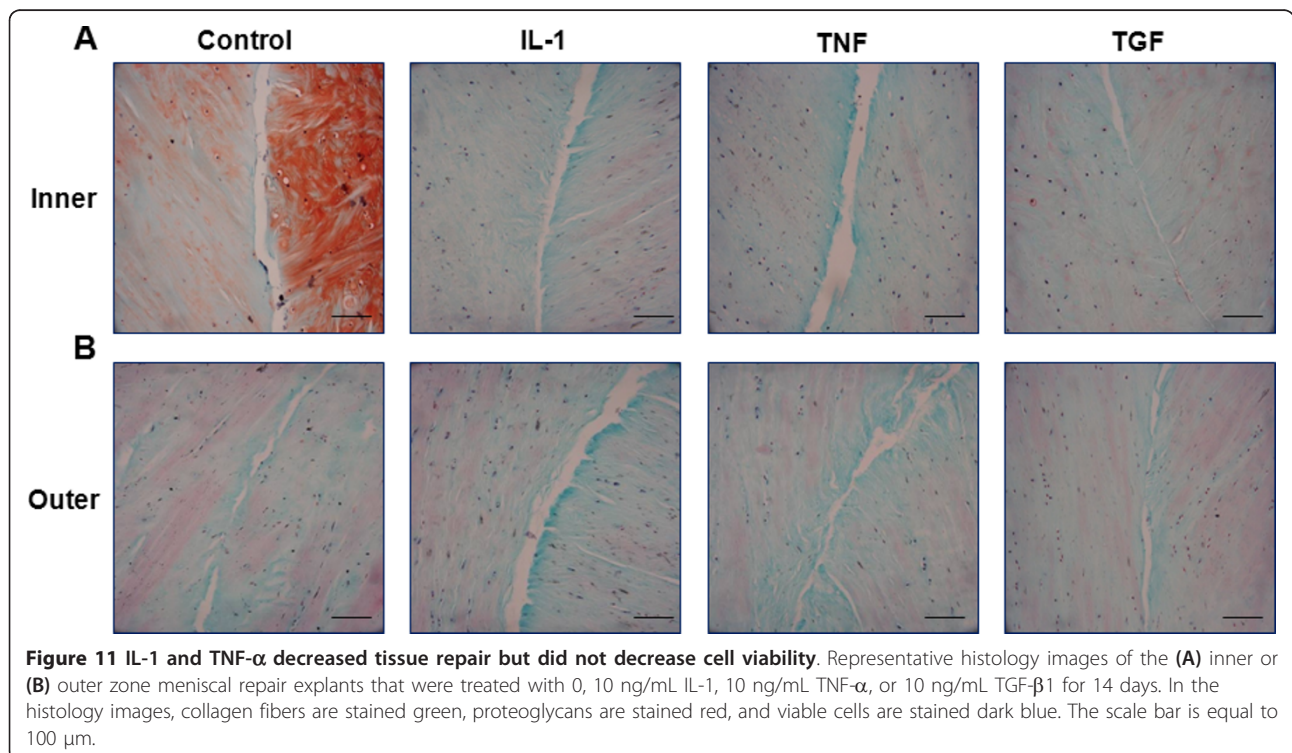 A
Control IL-1 TNF TGF
Inner
B
Outer
Figure 11 IL-1 and TNF-α decreased tissue repair but did not decrease cell viability. Representative histology images of the (A) inner or
(B) outer zone meniscal repair explants that were treated with 0, 10 ng/mL IL-1, 10 ng/mL TNF-α, or 10 ng/mL TGF-β1 for 14 days. In the
histology images, collagen fibers are stained green, proteoglycans are stained red, and viable cells are stained dark blue. The scale bar is equal to
100 μm.